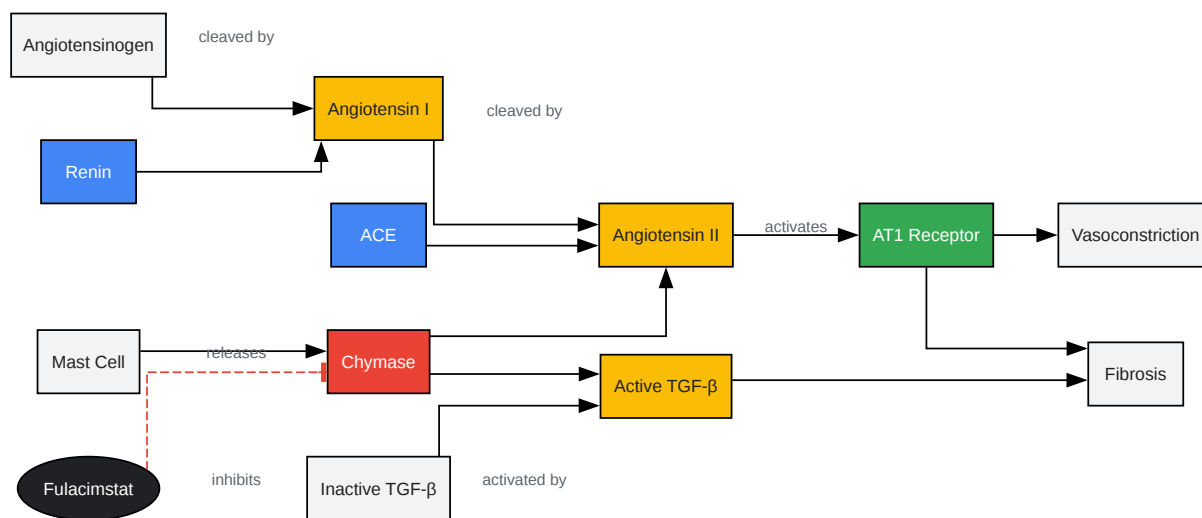 Angiotensinogen
cleaved by
Angiotensin I
cleaved by
Renin
ACE
Angiotensin II
activates
AT1 Receptor
Vasoconstriction
Mast Cell
releases
Chymase
Active TGF-β
Fibrosis
Fulacimstat
inhibits
Inactive TGF-β
activated by